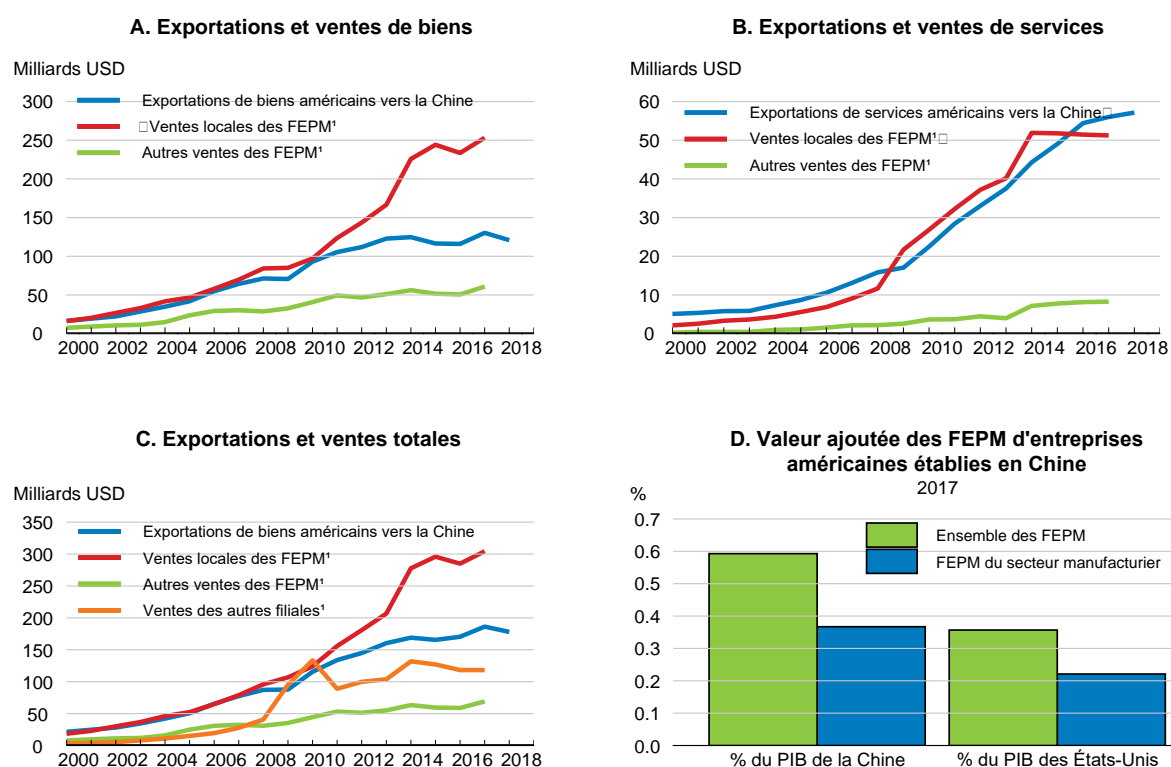 A. Exportations et ventes de biens
Milliards USD
300
250
200
150
100
50
0
Exportations de biens américains vers la Chine
Ventes locales des FEPM¹
Autres ventes des FEPM¹
2000 2002 2004 2006 2008 2010 2012 2014 2016 2018
B. Exportations et ventes de services
Milliards USD
60
50
40
30
20
10
0
Exportations de services américains vers la Chine
Ventes locales des FEPM¹
Autres ventes des FEPM¹
2000 2002 2004 2006 2008 2010 2012 2014 2016 2018
C. Exportations et ventes totales
Milliards USD
350
300
250
200
150
100
50
0
Exportations de biens américains vers la Chine
Ventes locales des FEPM¹
Autres ventes des FEPM¹
Ventes des autres filiales¹
2000 2002 2004 2006 2008 2010 2012 2014 2016 2018
D. Valeur ajoutée des FEPM d'entreprises
américaines établies en Chine
2017
%
0.7
0.6
0.5
0.4
0.3
0.2
0.1
0.0
Ensemble des FEPM
FEPM du secteur manufacturier
% du PIB de la Chine
% du PIB des États-Unis